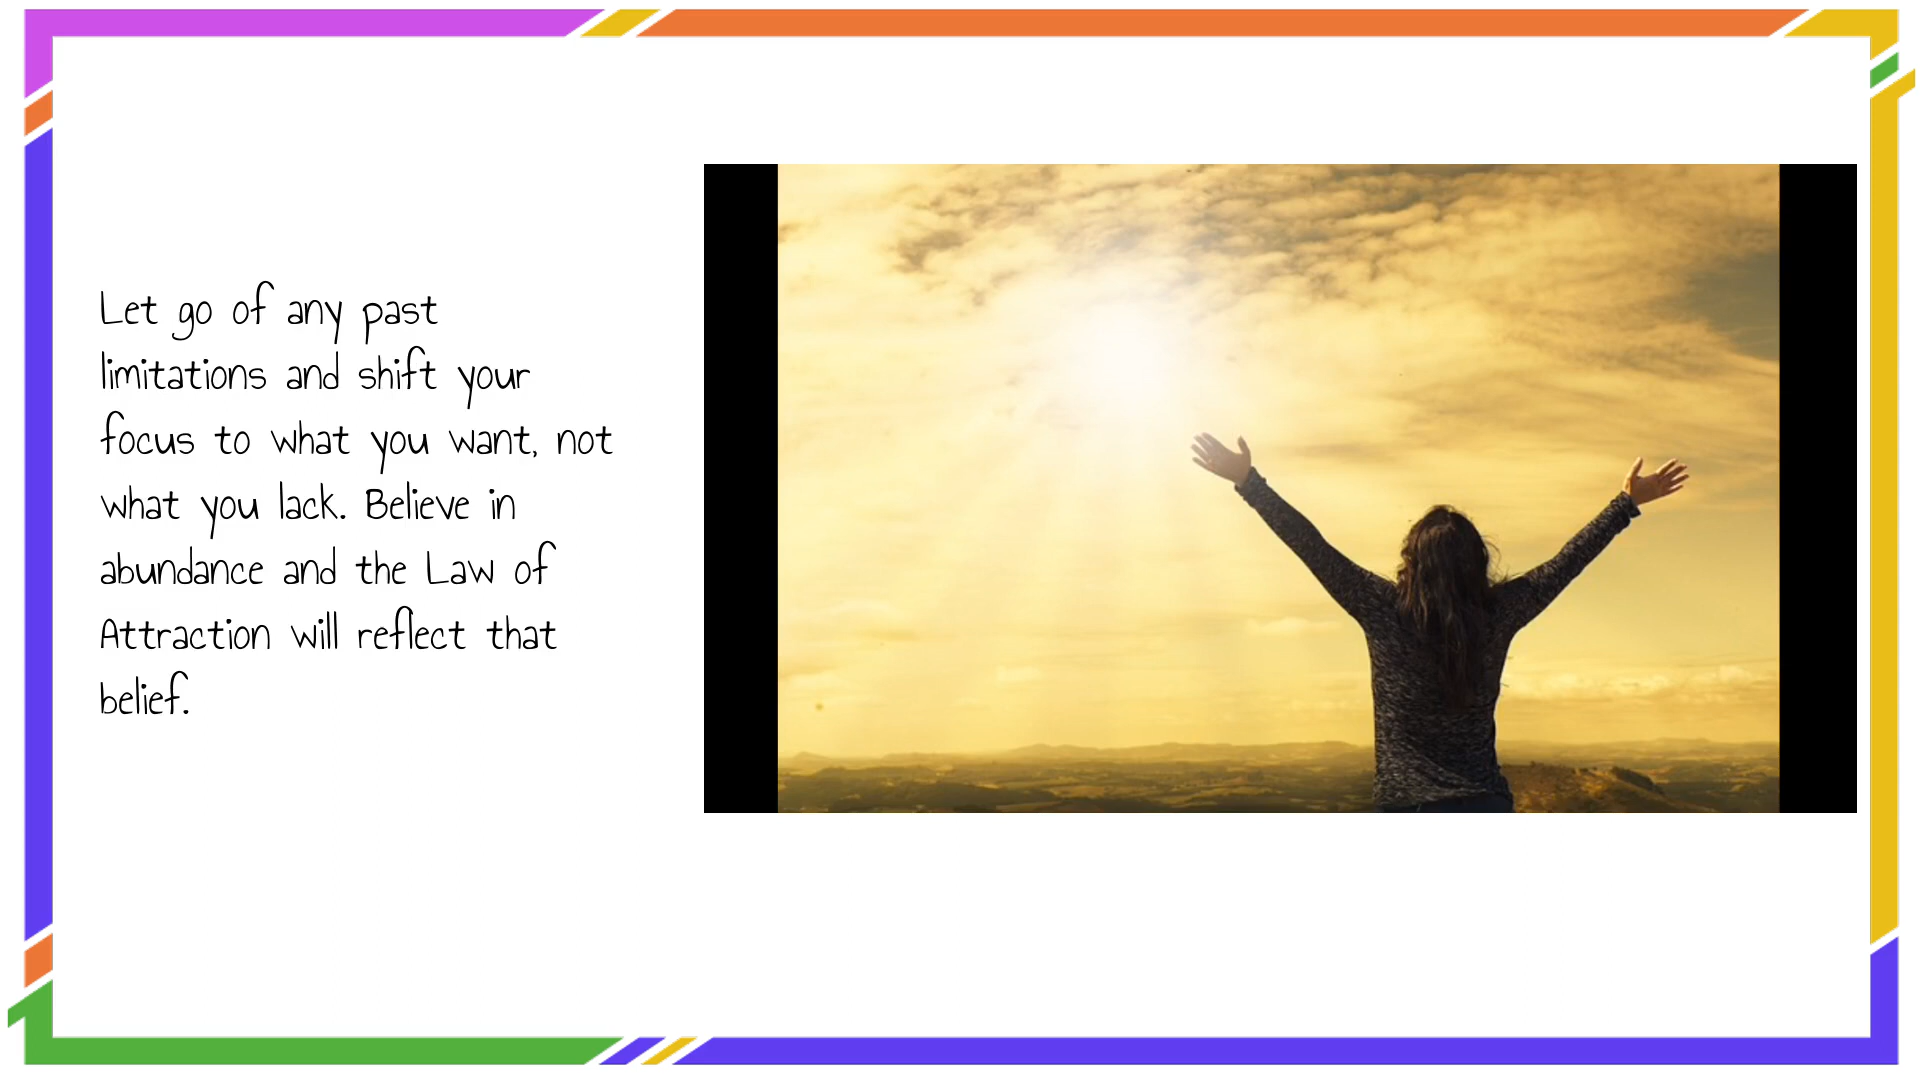 Let go of any past
limitations and shift your
focus to what you want, not
what you lack. Believe in
abundance and the Law of
Attraction will reflect that
belief.